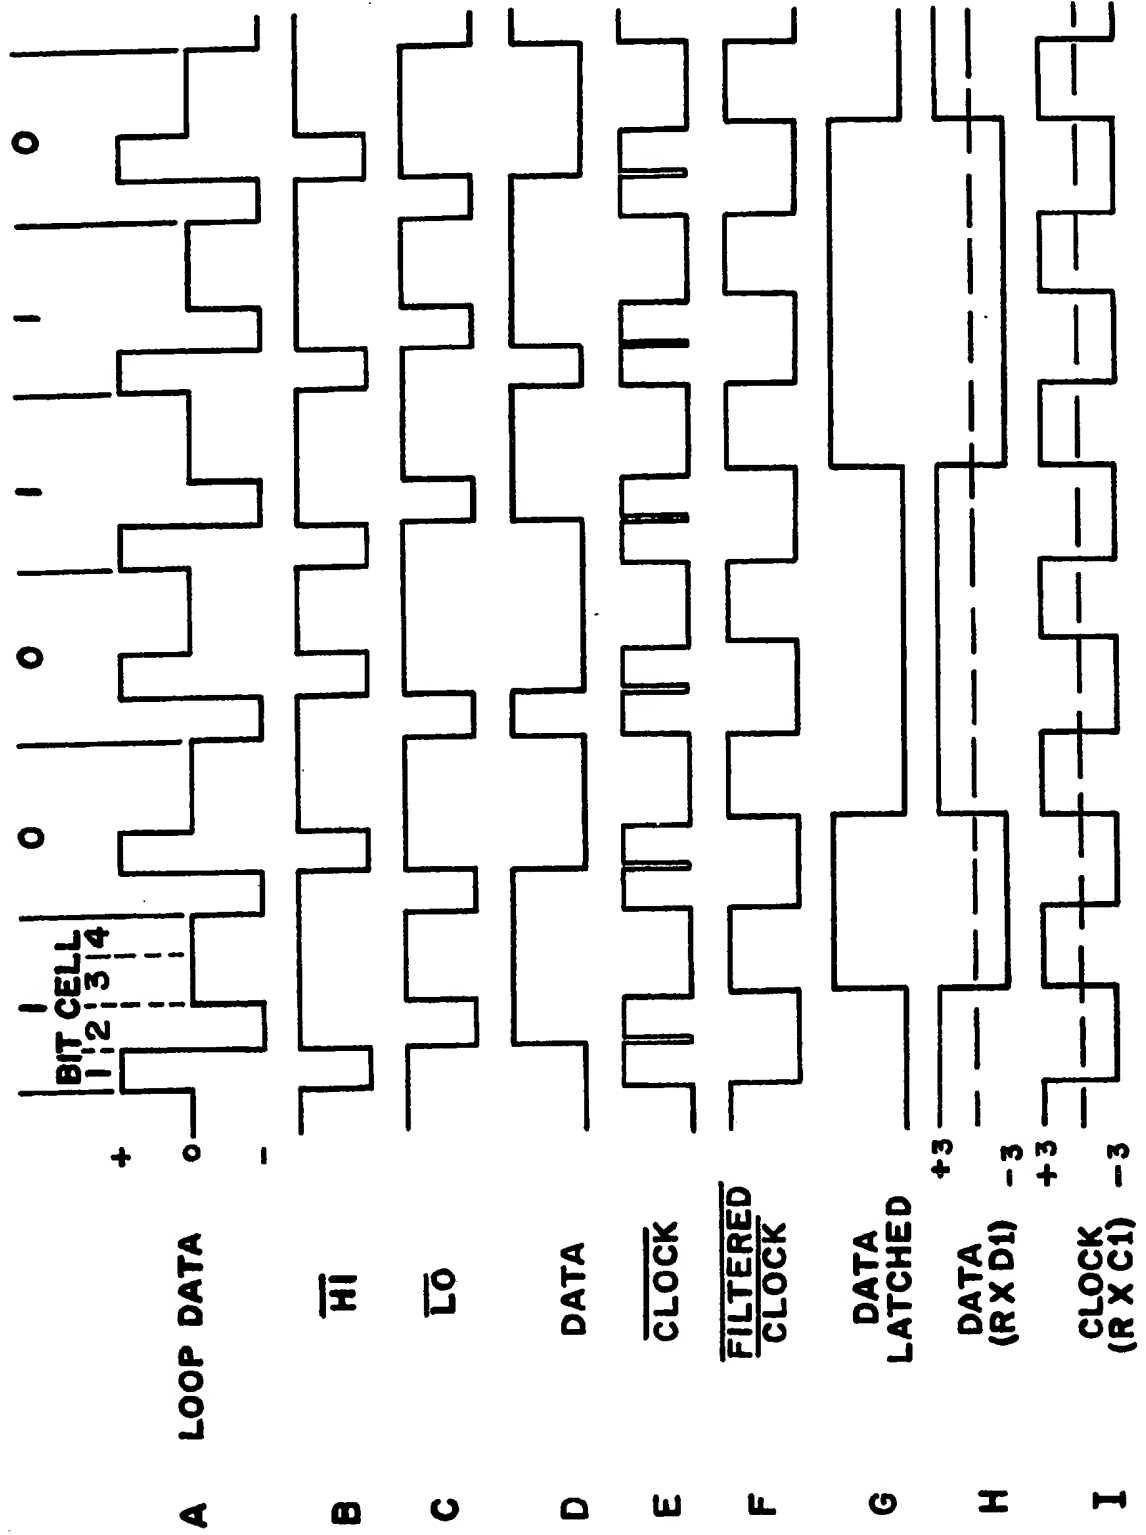 1 0 0 1 1 0
BIT CELL
1 2 3 4
A LOOP DATA + 0 -
B HI
C LO
D DATA
E CLOCK
F FILTERED
CLOCK
G DATA
LATCHED
H DATA
(RXD1)
+3
-3
I CLOCK
(RXC1)
+3
-3